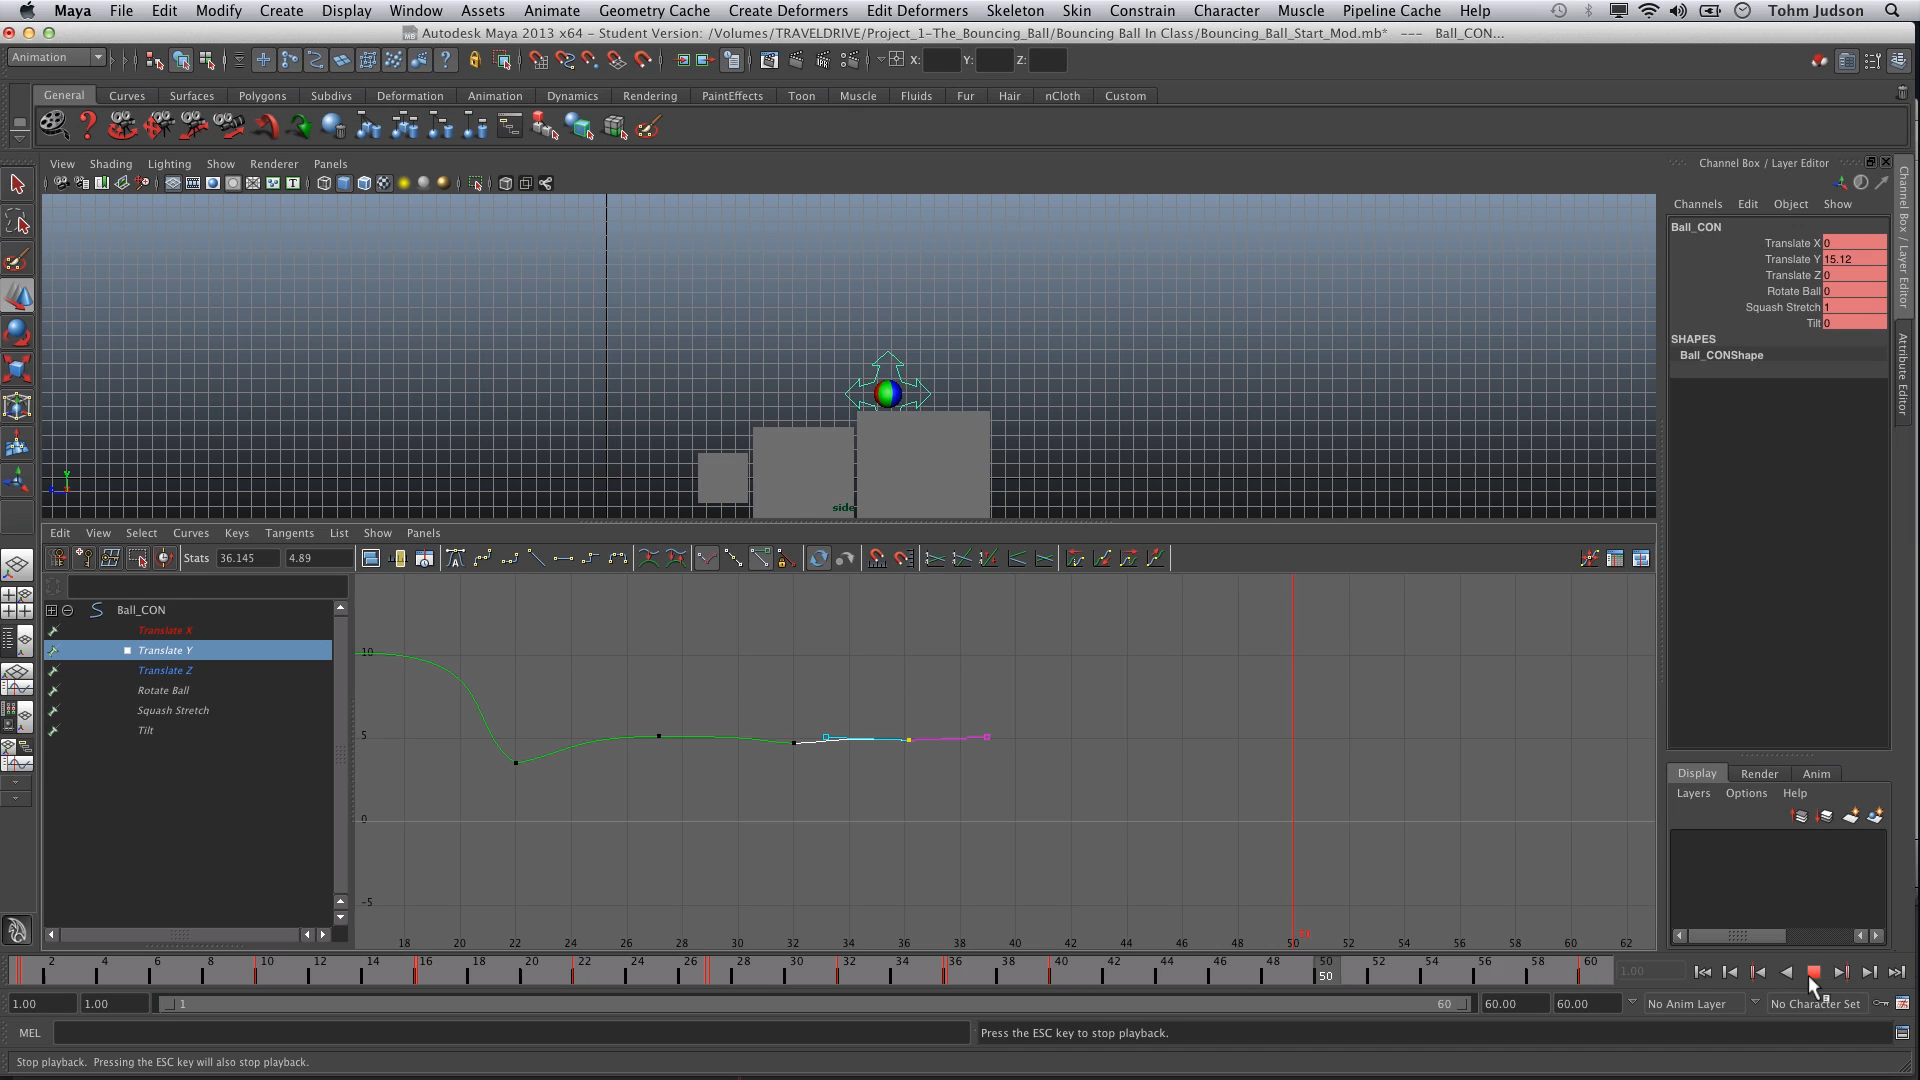 Maya File Edit Modify Create Display Window Assets Animate Geometry Cache Create Deformers Edit Deformers Skeleton Skin Constrain Character Muscle Pipeline Cache Help Tohm Judson
Autodesk Maya 2013 x64 - Student Version: /Volumes/TRAVELDRIVE/Project_1-The_Bouncing_Ball/Bouncing Ball In Class/Bouncing_Ball_Start_Mod.mb* --- Ball_CON...
Animation X: Y: Z:
General Curves Surfaces Polygons Subdivs Deformation Animation Dynamics Rendering PaintEffects Toon Muscle Fluids Fur Hair nCloth Custom
View Shading Lighting Show Renderer Panels
Channel Box / Layer Editor
Channels Edit Object Show
Ball_CON
Translate X 0
Translate Y 15.12
Translate Z 0
Rotate Ball 0
Squash Stretch 1
Tilt 0
SHAPES
Ball_CONShape
Channel Box / Layer Editor
Attribute Editor
side
Edit View Select Curves Keys Tangents List Show Panels
Stats 36.145 4.89
Ball_CON
Translate X
Translate Y
Translate Z
Rotate Ball
Squash Stretch
Tilt
10
5
0
-5
18 20 22 24 26 28 30 32 34 36 38 40 42 44 46 48 50 52 54 56 58 60 62
Display Render Anim
Layers Options Help
2 4 6 8 10 12 14 16 18 20 22 24 26 28 30 32 34 36 38 40 42 44 46 48 50 52 54 56 58 60
50
1.00
1.00 1.00 1 60 60.00 60.00 No Anim Layer No Character Set
MEL Press the ESC key to stop playback.
Stop playback. Pressing the ESC key will also stop playback.